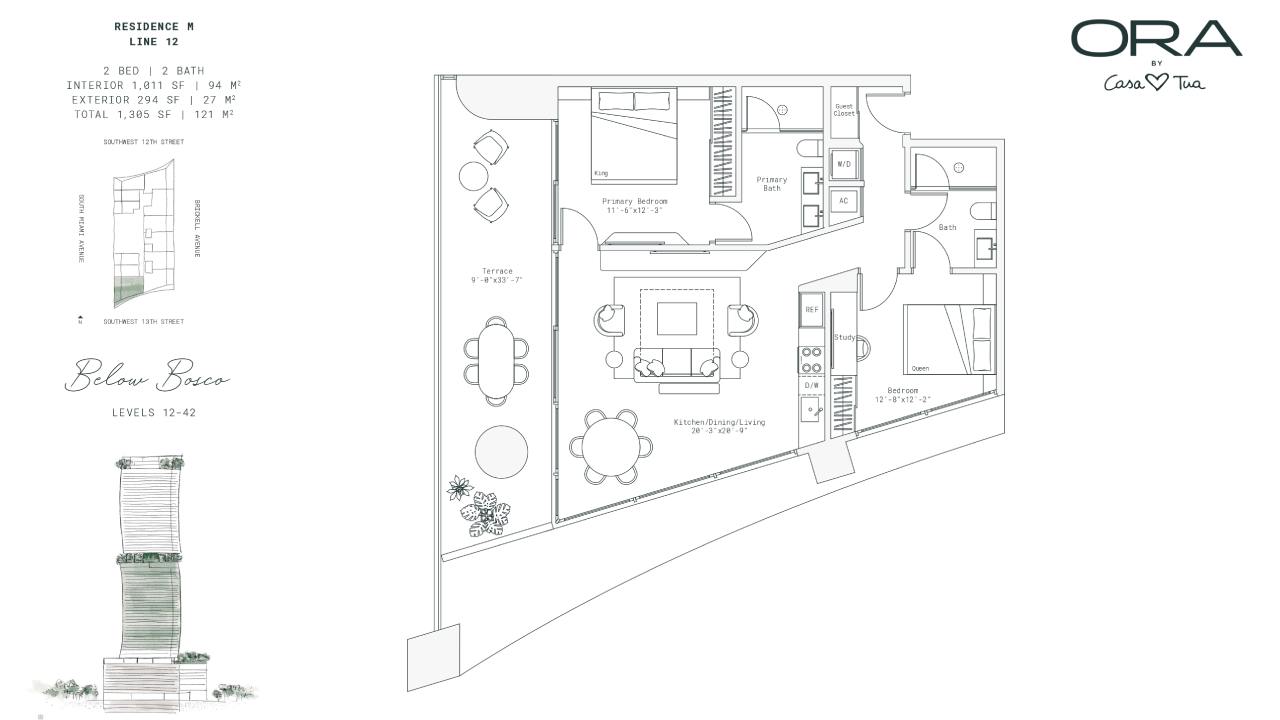 RESIDENCE M
LINE 12
2 BED | 2 BATH
INTERIOR 1,011 SF | 94 M²
EXTERIOR 294 SF | 27 M²
TOTAL 1,305 SF | 121 M²
SOUTHWEST 12TH STREET
SOUTH MIAMI AVENUE
BRICKELL AVENUE
N
SOUTHWEST 13TH STREET
Below Bosco
LEVELS 12-42
ORA
BY
Casa Tua
Guest
Closet
W/D
AC
King
Primary Bedroom
11'-6"x12'-3"
Primary
Bath
Bath
Terrace
9'-0"x33'-7"
REF
Study
D/W
Queen
Bedroom
12'-8"x12'-2"
Kitchen/Dining/Living
20'-3"x20'-9"